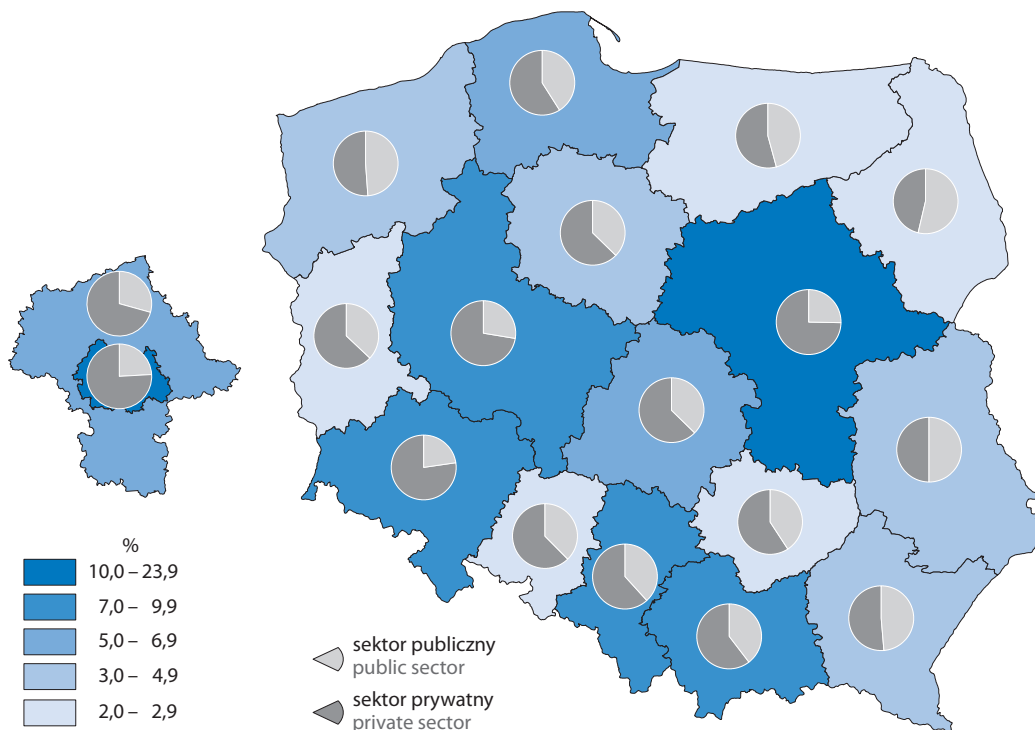 %
10,0 – 23,9
7,0 – 9,9
5,0 – 6,9
3,0 – 4,9
2,0 – 2,9
sektor publiczny
public sector
sektor prywatny
private sector